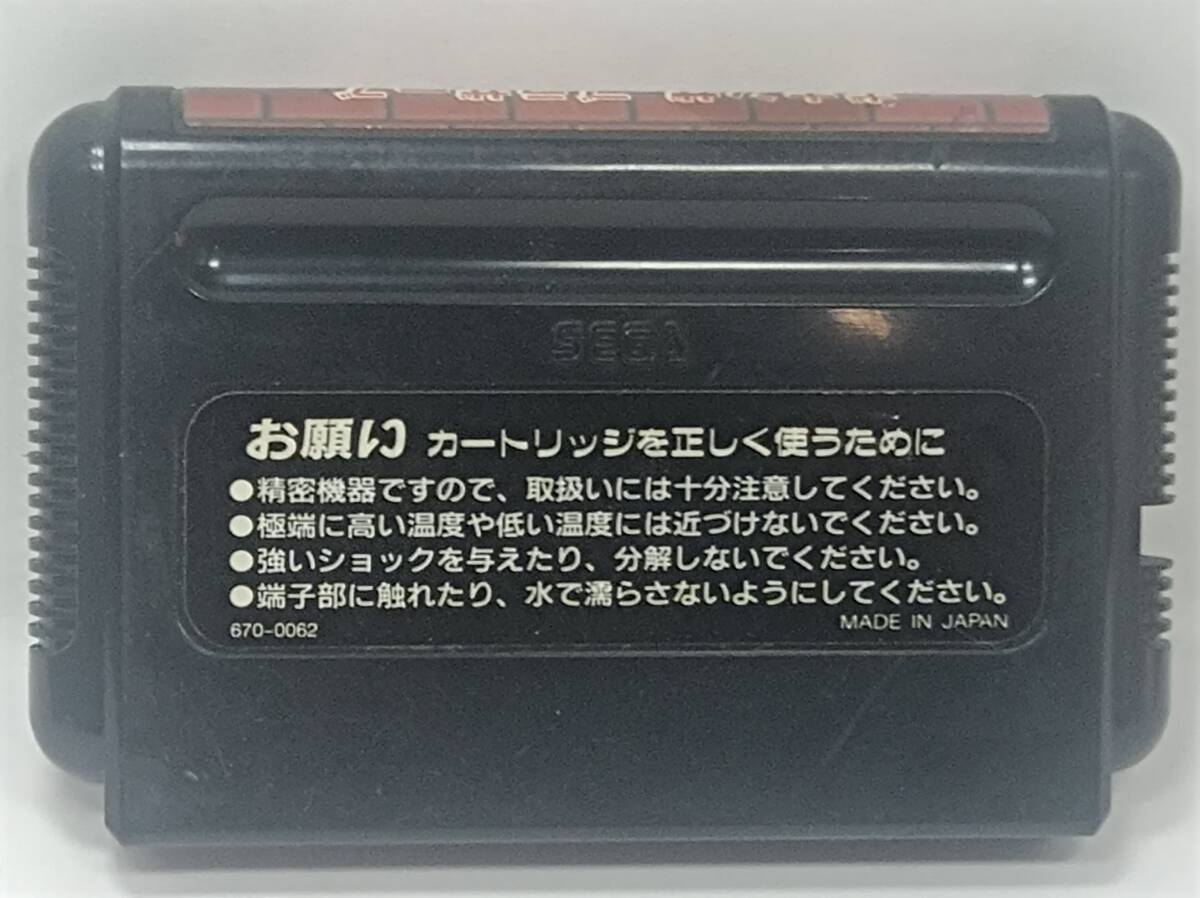 SEGA
お願い カートリッジを正しく使うために
●精密機器ですので、取扱いには十分注意してください。
●極端に高い温度や低い温度には近づけないでください。
●強いショックを与えたり、分解しないでください。
●端子部に触れたり、水で濡らさないようにしてください。
670-0062
MADE IN JAPAN